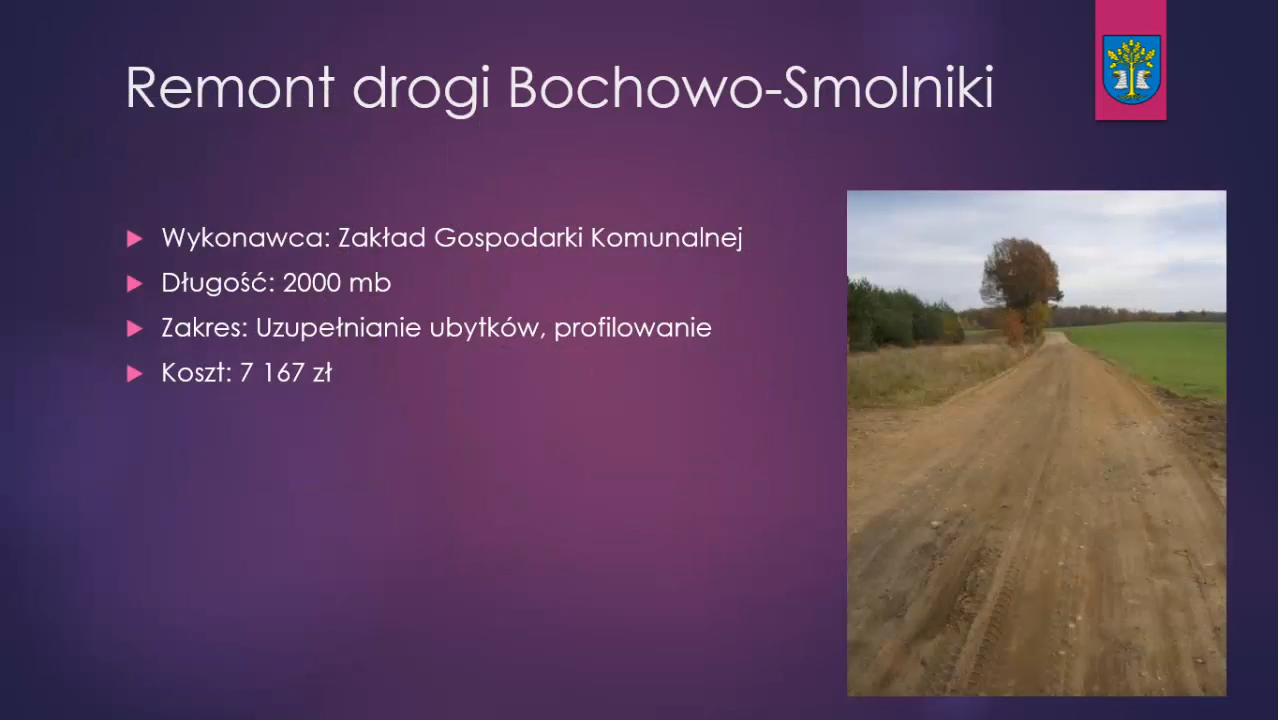 Remont drogi Bochowo-Smolniki
Wykonawca: Zakład Gospodarki Komunalnej
Długość: 2000 mb
Zakres: Uzupełnianie ubytków, profilowanie
Koszt: 7 167 zł